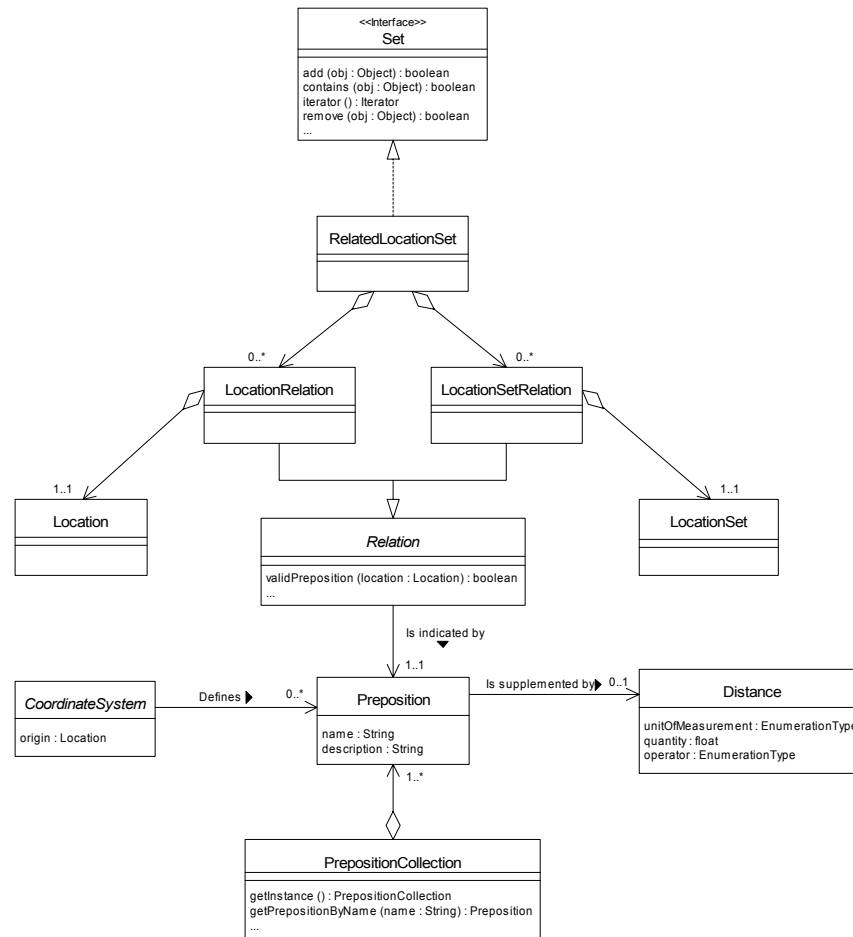 <<Interface>>
Set
add (obj : Object) : boolean
contains (obj : Object) : boolean
iterator () : Iterator
remove (obj : Object) : boolean
...
RelatedLocationSet
0..*
0..*
LocationRelation
LocationSetRelation
1..1
1..1
Location
LocationSet
Relation
validPreposition (location : Location) : boolean
...
Is indicated by
1..1
CoordinateSystem
origin : Location
Defines
0..*
Preposition
name : String
description : String
Is supplemented by
0..1
Distance
unitOfMeasurement : EnumerationType
quantity : float
operator : EnumerationType
1..*
PrepositionCollection
getInstance () : PrepositionCollection
getPrepositionByName (name : String) : Preposition
...